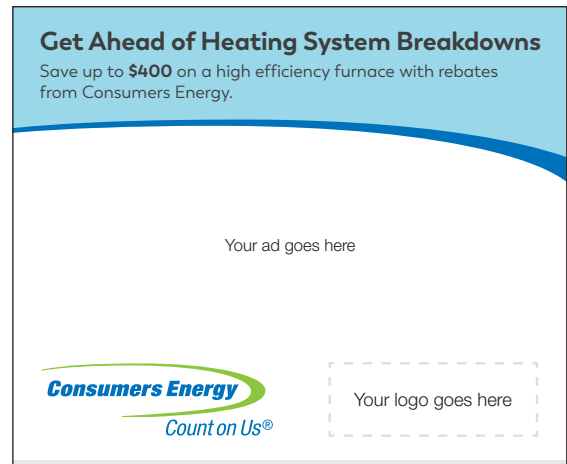 Get Ahead of Heating System Breakdowns
Save up to $400 on a high efficiency furnace with rebates
from Consumers Energy.
Your ad goes here
Consumers Energy
Count on Us®
Your logo goes here